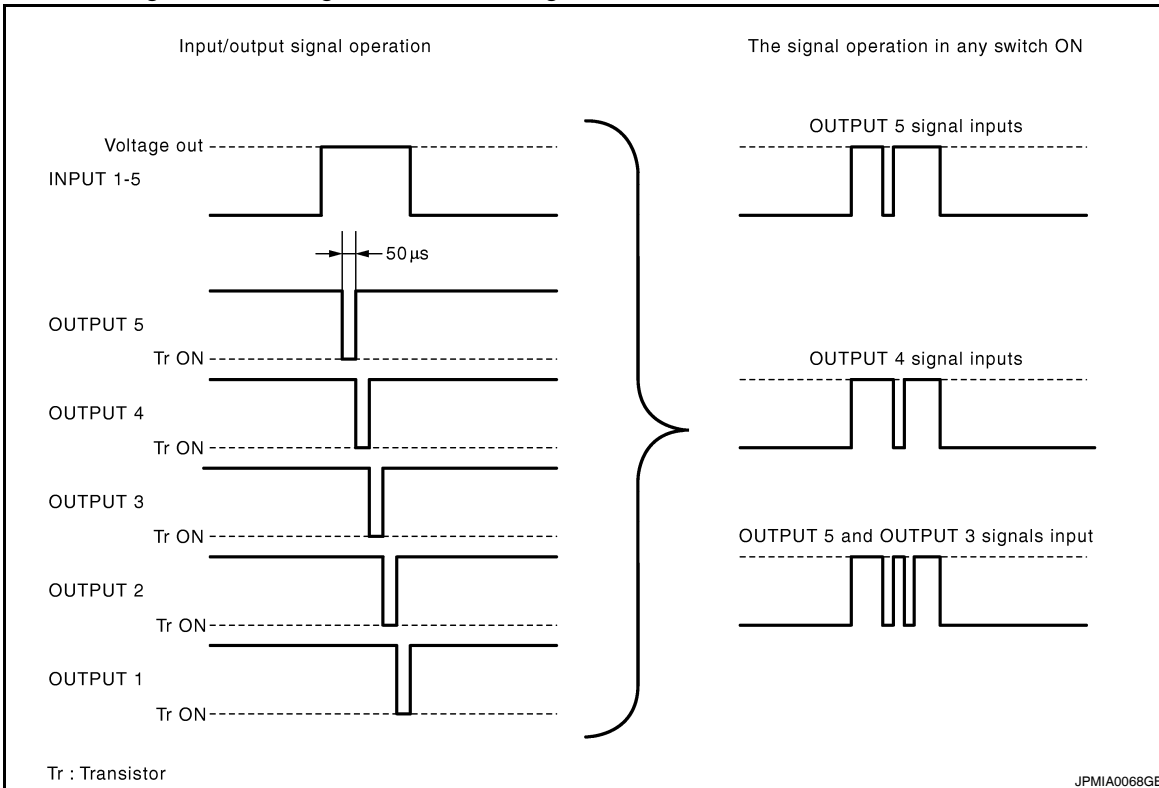 Input/output signal operation
The signal operation in any switch ON
Voltage out
INPUT 1-5
50 μs
OUTPUT 5
Tr ON
OUTPUT 4
Tr ON
OUTPUT 3
Tr ON
OUTPUT 2
Tr ON
OUTPUT 1
Tr ON
OUTPUT 5 signal inputs
OUTPUT 4 signal inputs
OUTPUT 5 and OUTPUT 3 signals input
Tr : Transistor